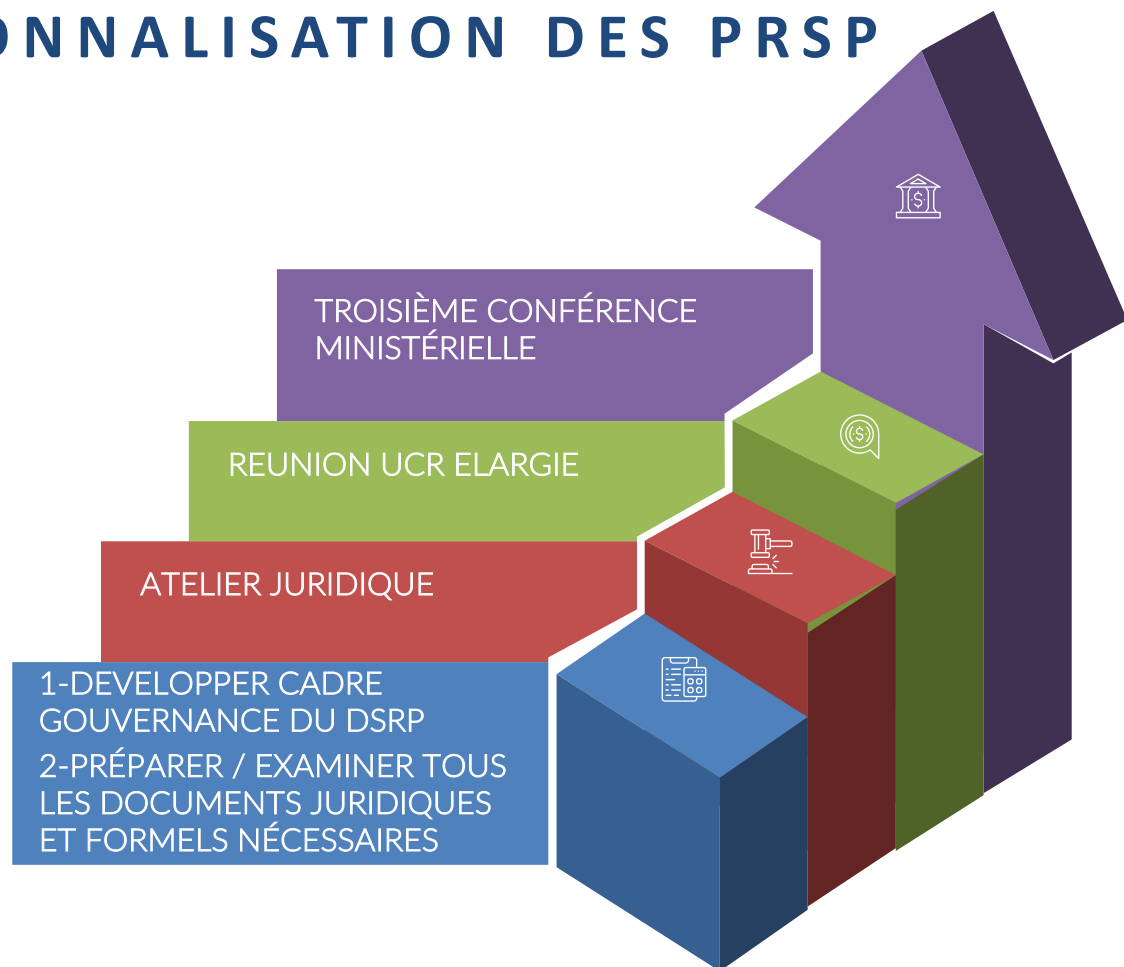 ONNALISATION DES PRSP
TROISIÈME CONFÉRENCE
MINISTÉRIELLE
REUNION UCR ELARGIE
ATELIER JURIDIQUE
1-DEVELOPPER CADRE
GOUVERNANCE DU DSRP
2-PRÉPARER / EXAMINER TOUS
LES DOCUMENTS JURIDIQUES
ET FORMELS NÉCESSAIRES